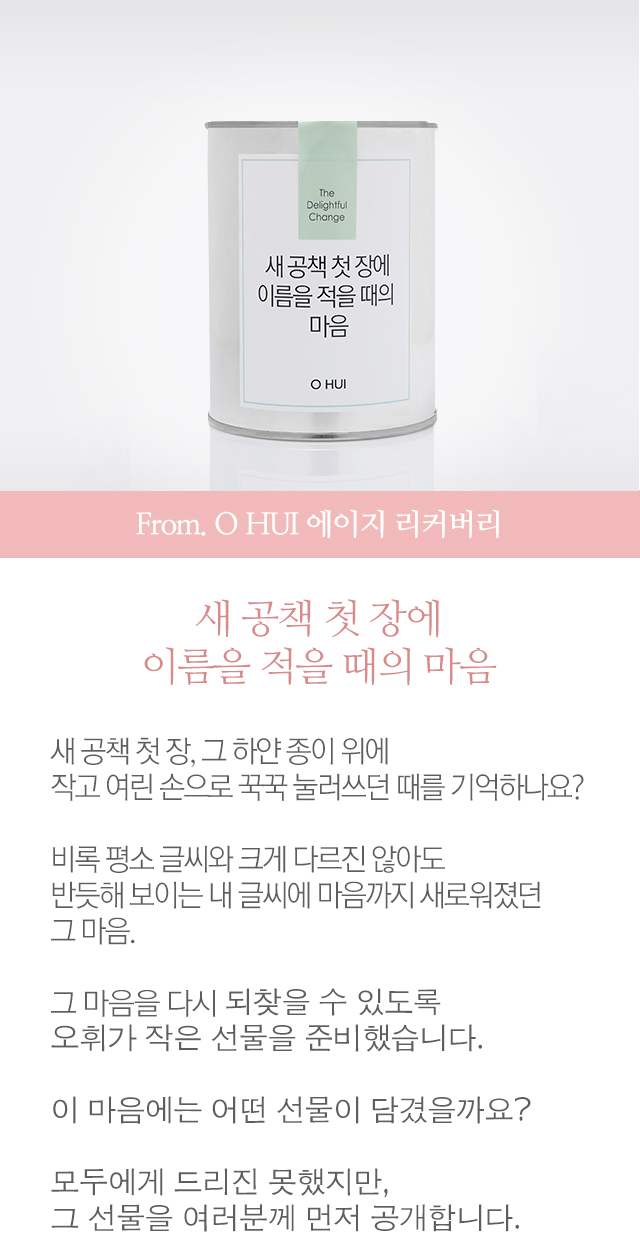 The
Delightful
Change
새 공책 첫 장에
이름을 적을 때의
마음
O HUI
From. O HUI 에이지 리커버리
새 공책 첫 장에
이름을 적을 때의 마음
새 공책 첫 장, 그 하얀 종이 위에
작고 여린 손으로 꾹꾹 눌러쓰던 때를 기억하나요?
비록 평소 글씨와 크게 다르진 않아도
반듯해 보이는 내 글씨에 마음까지 새로워졌던
그 마음.
그 마음을 다시 되찾을 수 있도록
오휘가 작은 선물을 준비했습니다.
이 마음에는 어떤 선물이 담겼을까요?
모두에게 드리진 못했지만,
그 선물을 여러분께 먼저 공개합니다.